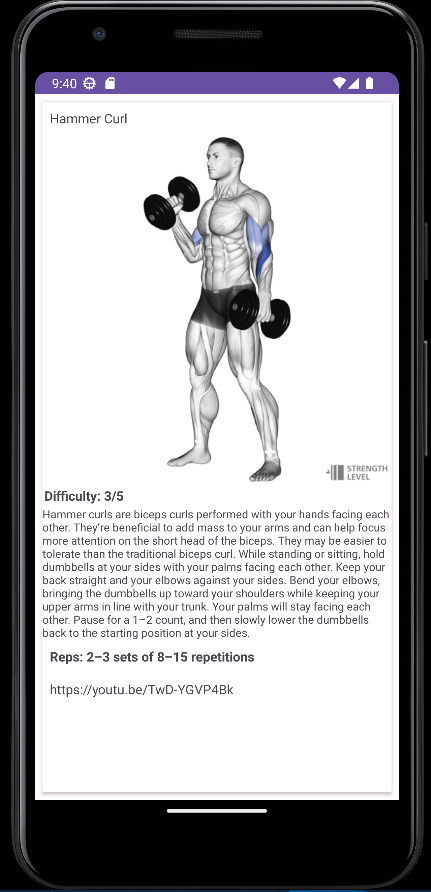 9:40
Hammer Curl
STRENGTH
LEVEL
Difficulty: 3/5
Hammer curls are biceps curls performed with your hands facing each
other. They're beneficial to add mass to your arms and can help focus
more attention on the short head of the biceps. They may be easier to
tolerate than the traditional biceps curl. While standing or sitting, hold
dumbbells at your sides with your palms facing each other. Keep your
back straight and your elbows against your sides. Bend your elbows,
bringing the dumbbells up toward your shoulders while keeping your
upper arms in line with your trunk. Your palms will stay facing each
other. Pause for a 1–2 count, and then slowly lower the dumbbells
back to the starting position at your sides.
Reps: 2–3 sets of 8–15 repetitions
https://youtu.be/TwD-YGVP4Bk